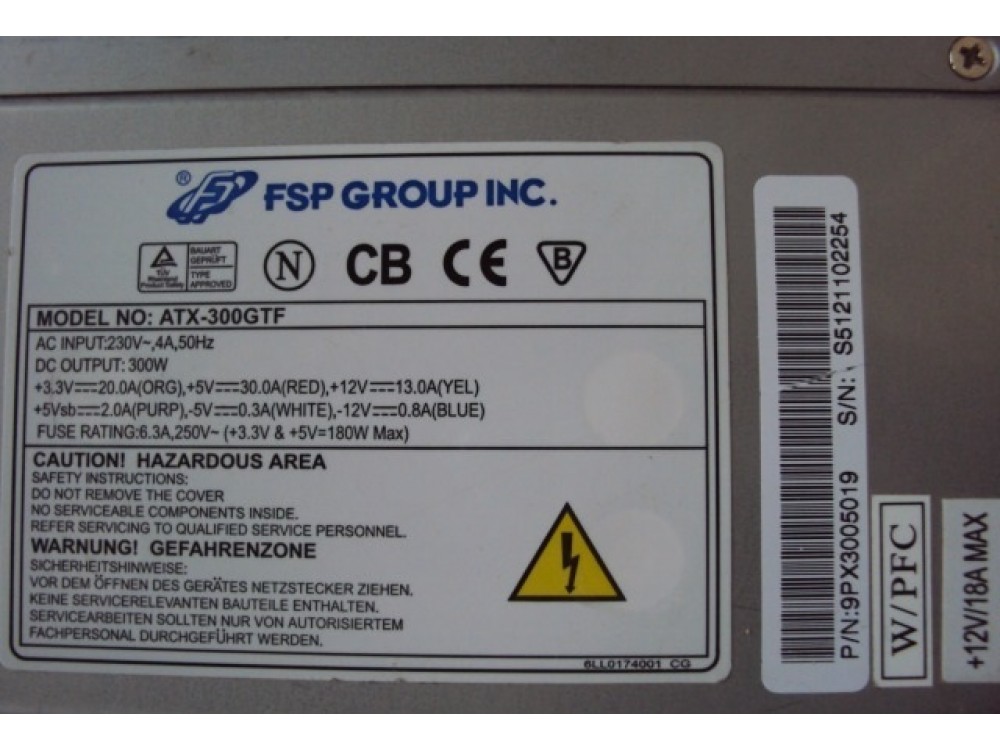 ® FSP GROUP INC.
TÜV Rheinland Product Safety
BAUART GEPRÜFT
TYPE APPROVED
N
CB
CE
B
MODEL NO: ATX-300GTF
AC INPUT:230V~,4A,50Hz
DC OUTPUT: 300W
+3.3V⎓20.0A(ORG),+5V⎓30.0A(RED),+12V⎓13.0A(YEL)
+5Vsb⎓2.0A(PURP),-5V⎓0.3A(WHITE),-12V⎓0.8A(BLUE)
FUSE RATING:6.3A,250V~ (+3.3V & +5V=180W Max)
CAUTION! HAZARDOUS AREA
SAFETY INSTRUCTIONS:
DO NOT REMOVE THE COVER
NO SERVICEABLE COMPONENTS INSIDE.
REFER SERVICING TO QUALIFIED SERVICE PERSONNEL.
WARNUNG! GEFAHRENZONE
SICHERHEITSHINWEISE:
VOR DEM ÖFFNEN DES GERÄTES NETZSTECKER ZIEHEN.
KEINE SERVICERELEVANTEN BAUTEILE ENTHALTEN.
SERVICEARBEITEN SOLLTEN NUR VON AUTORISIERTEM
FACHPERSONAL DURCHGEFÜHRT WERDEN.
6LL0174001 CG
P/N:9PX3005019 S/N: S5121102254
W/PFC
+12V/18A MAX